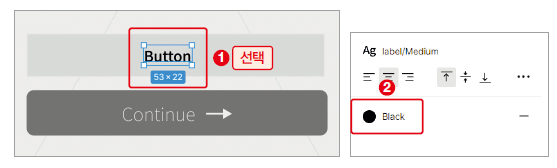 Button
1 선택
53 × 22
Continue →
Ag label/Medium
2
Black